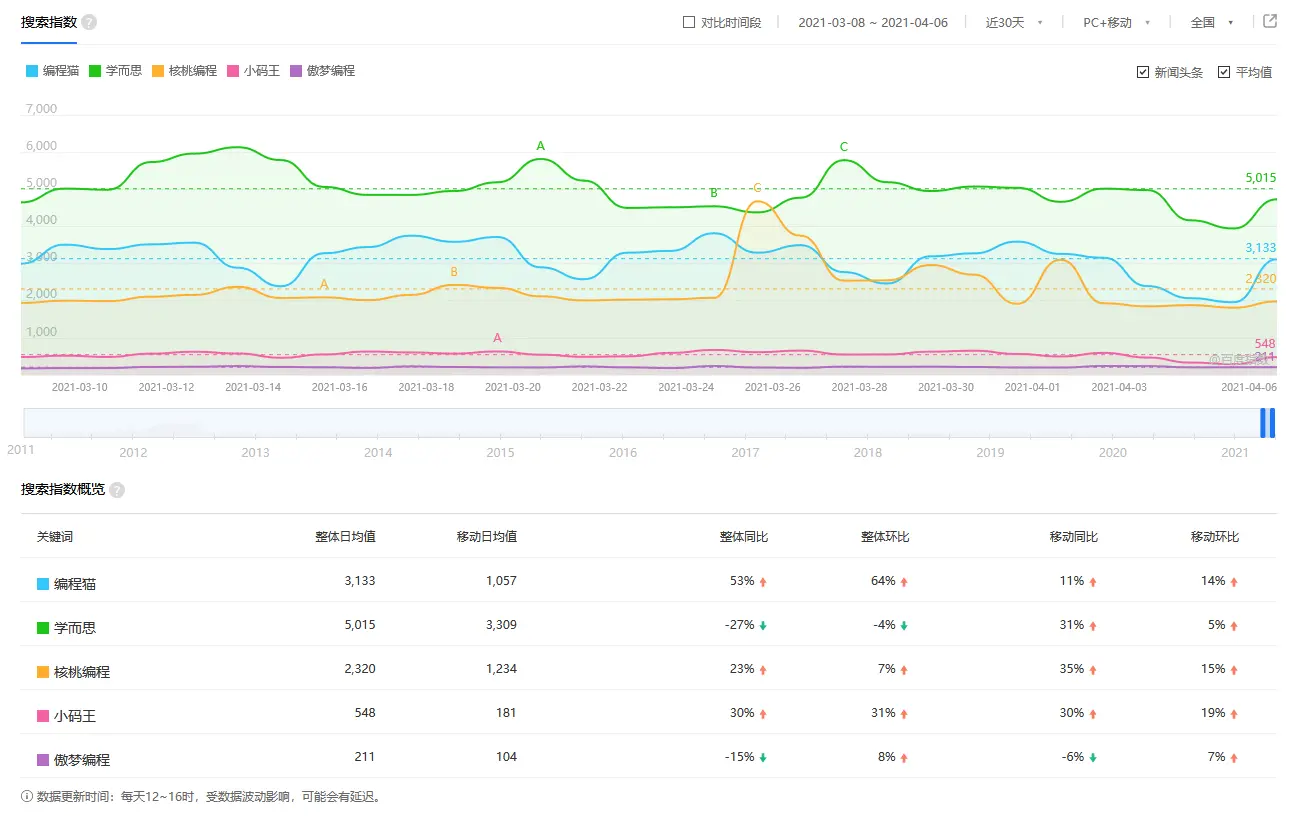 搜索指数 ?
对比时间段 2021-03-08 ~ 2021-04-06 近30天 PC+移动 全国
编程猫 学而思 核桃编程 小码王 傲梦编程 新闻头条 平均值
7,000
6,000
5,000
4,000
3,000
2,000
1,000
A
C
B
C
A
B
A
5,015
3,133
2,320
548
211
2021-03-10 2021-03-12 2021-03-14 2021-03-16 2021-03-18 2021-03-20 2021-03-22 2021-03-24 2021-03-26 2021-03-28 2021-03-30 2021-04-01 2021-04-03 2021-04-06
2011 2012 2013 2014 2015 2016 2017 2018 2019 2020 2021
搜索指数概览 ?
关键词 整体日均值 移动日均值 整体同比 整体环比 移动同比 移动环比
编程猫 3,133 1,057 53% 64% 11% 14%
学而思 5,015 3,309 -27% -4% 31% 5%
核桃编程 2,320 1,234 23% 7% 35% 15%
小码王 548 181 30% 31% 30% 19%
傲梦编程 211 104 -15% 8% -6% 7%
数据更新时间：每天12~16时，受数据波动影响，可能会有延迟。